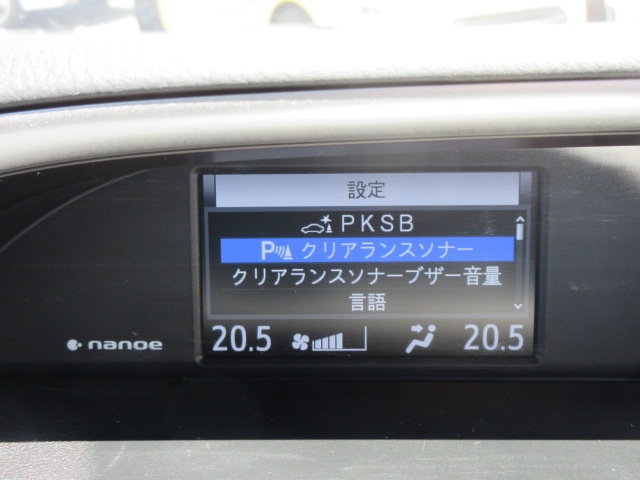 設定
PKSB
P クリアランスソナー
クリアランスソナーブザー音量
言語
20.5 20.5
nanoe